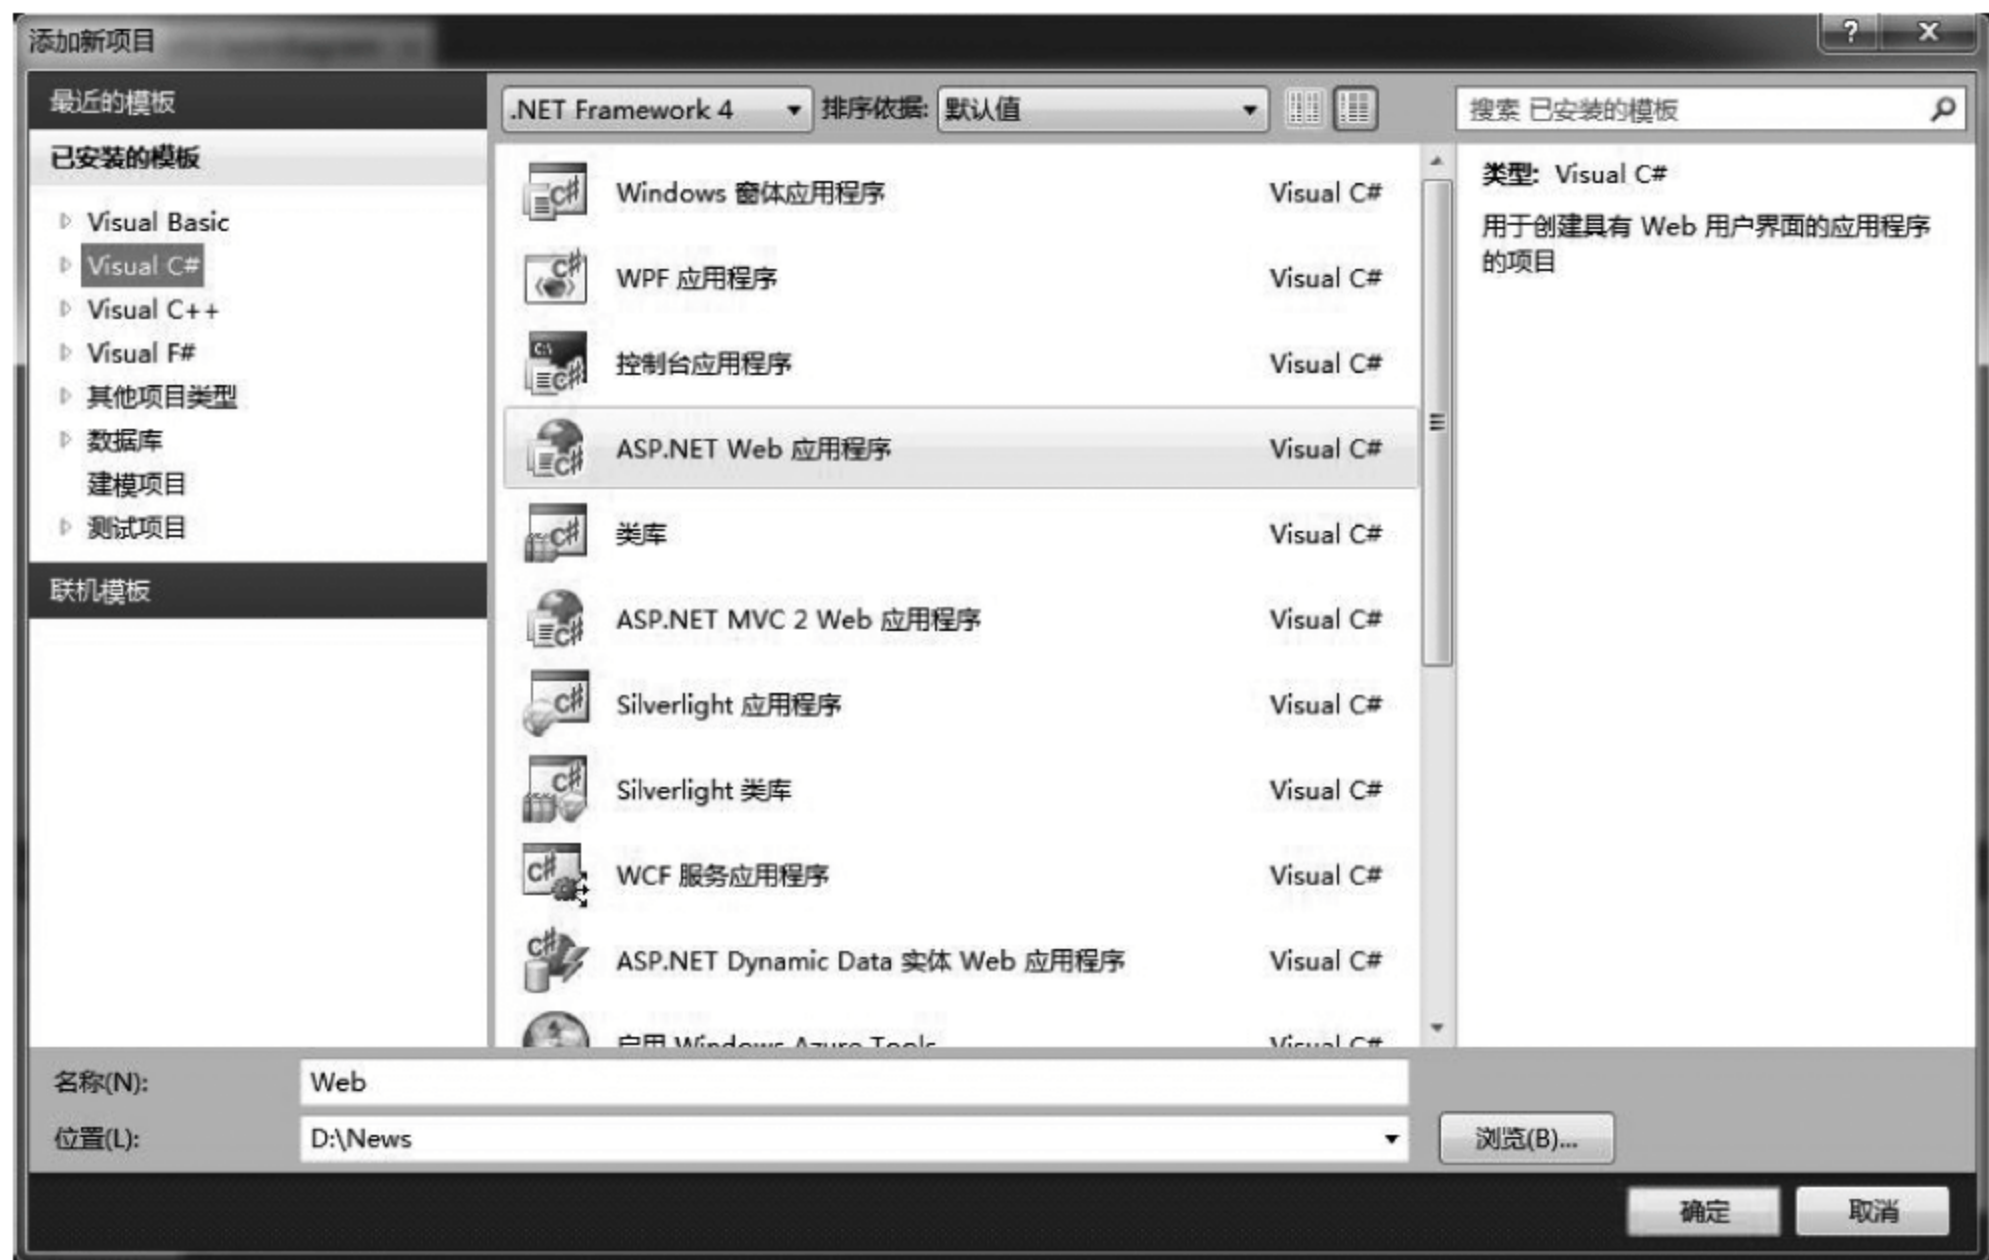 添加新项目
最近的模板
已安装的模板
Visual Basic
Visual C#
Visual C++
Visual F#
其他项目类型
数据库
建模项目
测试项目
联机模板
.NET Framework 4 排序依据: 默认值
Windows 窗体应用程序 Visual C#
WPF 应用程序 Visual C#
控制台应用程序 Visual C#
ASP.NET Web 应用程序 Visual C#
类库 Visual C#
ASP.NET MVC 2 Web 应用程序 Visual C#
Silverlight 应用程序 Visual C#
Silverlight 类库 Visual C#
WCF 服务应用程序 Visual C#
ASP.NET Dynamic Data 实体 Web 应用程序 Visual C#
启用 Windows Azure Tools Visual C#
搜索 已安装的模板
类型: Visual C#
用于创建具有 Web 用户界面的应用程序
的项目
名称(N): Web
位置(L): D:\News
浏览(B)...
确定 取消